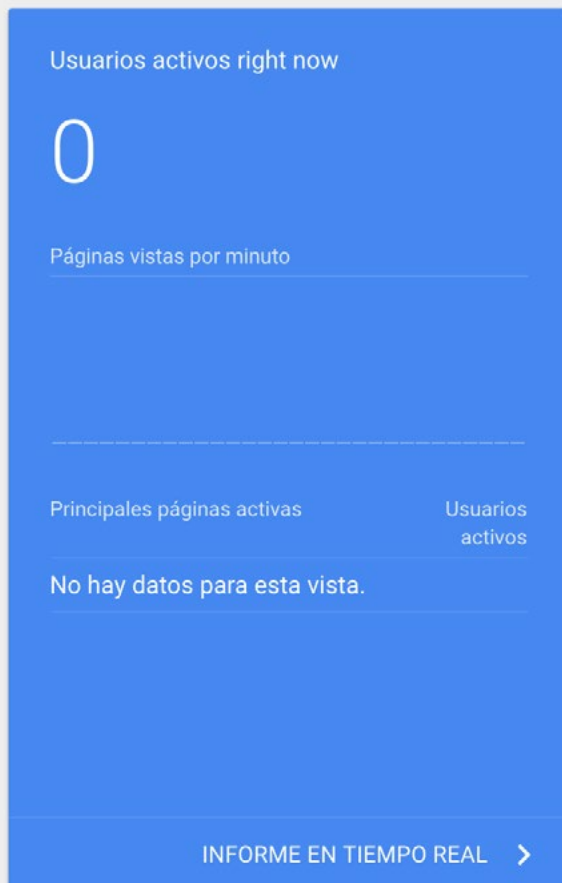 Usuarios activos right now
0
Páginas vistas por minuto
Principales páginas activas
Usuarios
activos
No hay datos para esta vista.
INFORME EN TIEMPO REAL